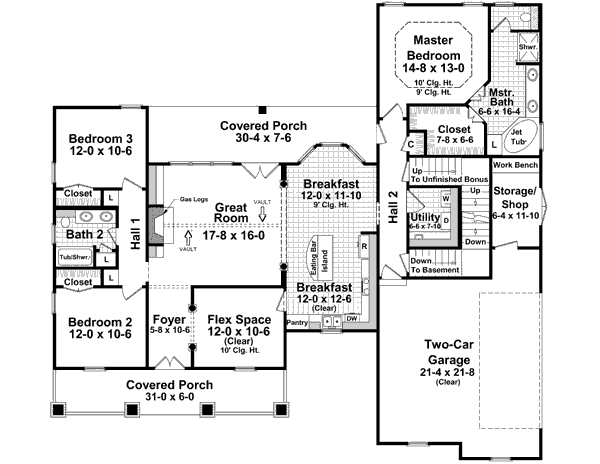 Master
Bedroom
14-8 x 13-0
10' Clg. Ht.
9' Clg. Ht.
Shwr.
Mstr.
Bath
6-6 x 16-4
Jet
Tub
L
Closet
7-8 x 6-6
C
Covered Porch
30-4 x 7-6
Bedroom 3
12-0 x 10-6
Closet
L
Bath 2
Tub/Shwr.
L
L
Closet
Hall 1
Bedroom 2
12-0 x 10-6
Gas Logs
VAULT
Great
Room
17-8 x 16-0
VAULT
Breakfast
12-0 x 11-10
9' Clg. Ht.
Eating Bar
Island
R
Breakfast
12-0 x 12-6
(Clear)
Pantry
DW
Hall 2
Up
To Unfinished Bonus
Utility
6-6 x 7-10
W
D
Up
Down
Down
To Basement
Work Bench
Storage/
Shop
6-4 x 11-10
Foyer
5-8 x 10-6
Flex Space
12-0 x 10-6
(Clear)
10' Clg. Ht.
Two-Car
Garage
21-4 x 21-8
(Clear)
Covered Porch
31-0 x 6-0